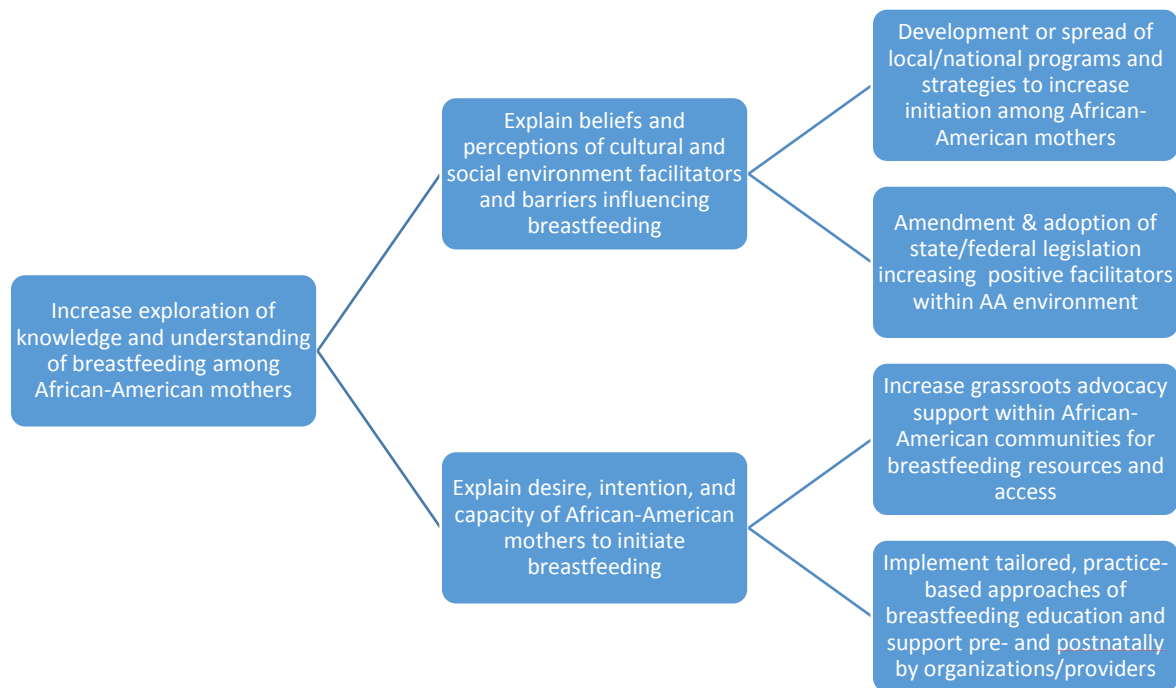 Increase exploration of
knowledge and understanding
of breastfeeding among
African-American mothers
Explain beliefs and
perceptions of cultural and
social environment facilitators
and barriers influencing
breastfeeding
Explain desire, intention, and
capacity of African-American
mothers to initiate
breastfeeding
Development or spread of
local/national programs and
strategies to increase
initiation among African-
American mothers
Amendment & adoption of
state/federal legislation
increasing  positive facilitators
within AA environment
Increase grassroots advocacy
support within African-
American communities for
breastfeeding resources and
access
Implement tailored, practice-
based approaches of
breastfeeding education and
support pre- and postnatally
by organizations/providers